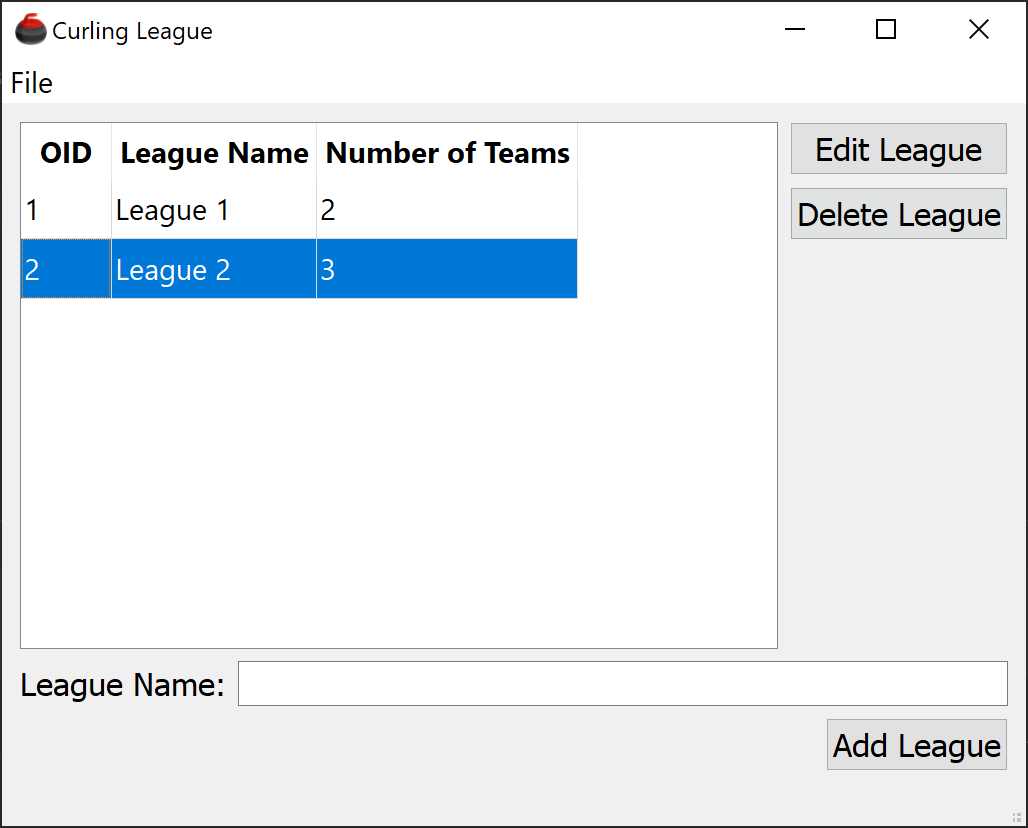 Curling League
File
OID League Name Number of Teams
1 League 1 2
2 League 2 3
Edit League
Delete League
League Name:
Add League